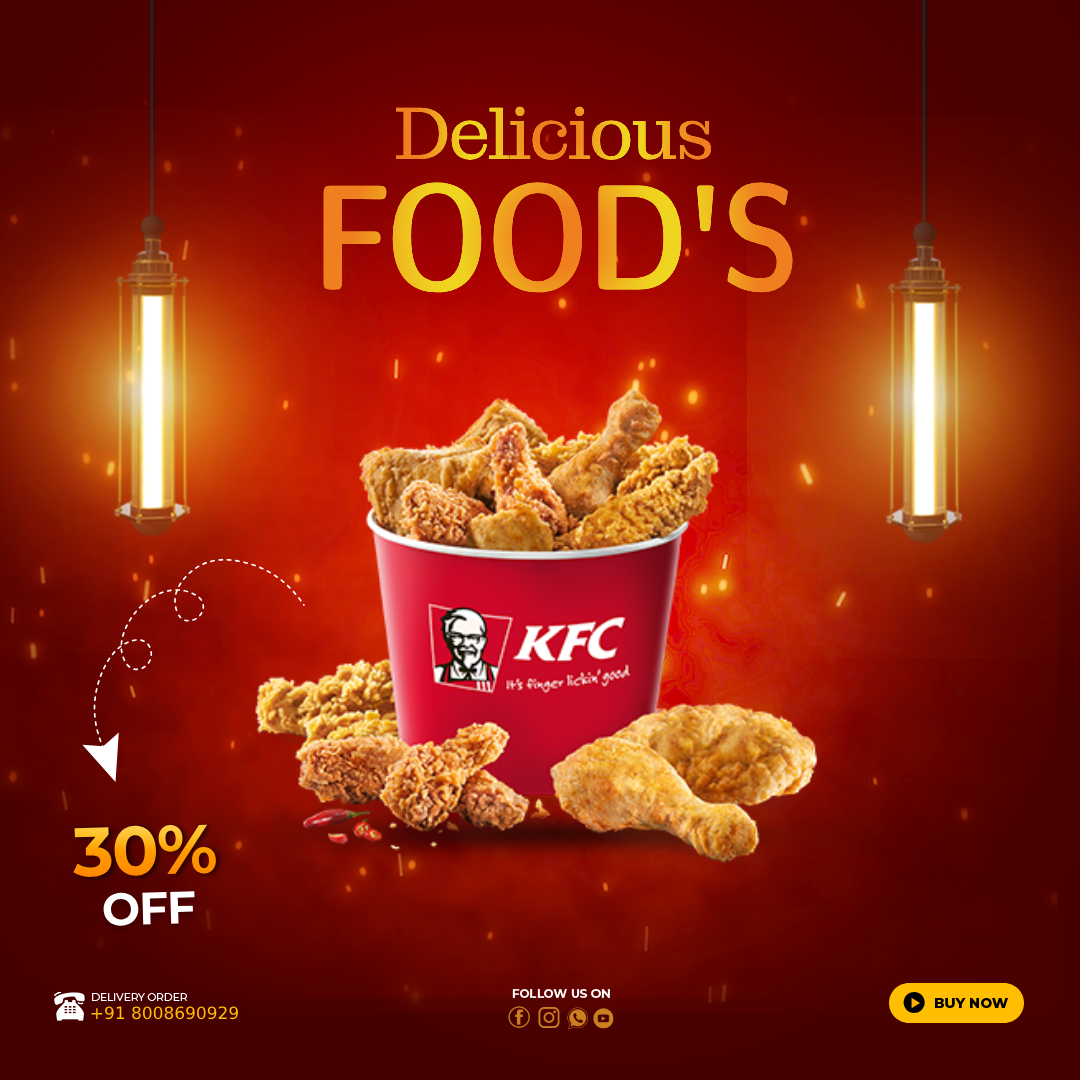 Delicious
FOOD'S
KFC
It's finger lickin' good
30%
OFF
DELIVERY ORDER
+91 8008690929
FOLLOW US ON
BUY NOW